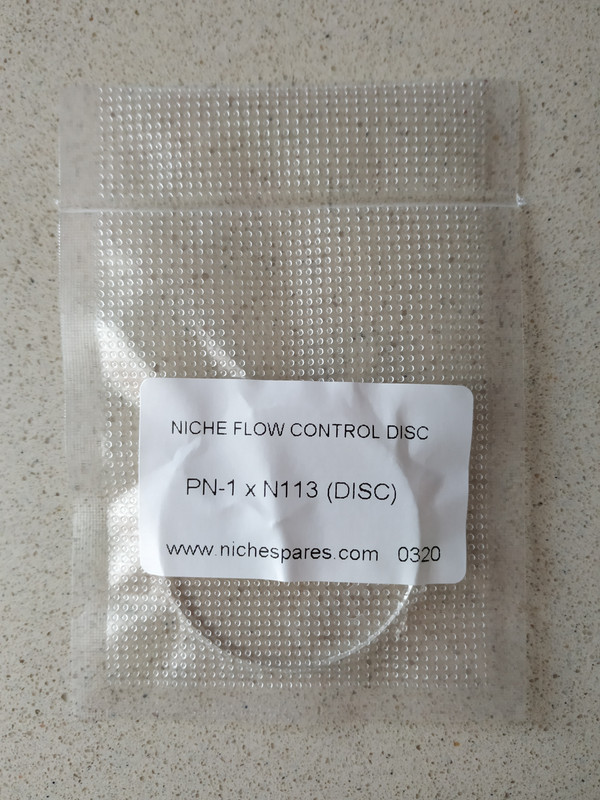 NICHE FLOW CONTROL DISC
PN-1 x N113 (DISC)
www.nichespares.com 0320